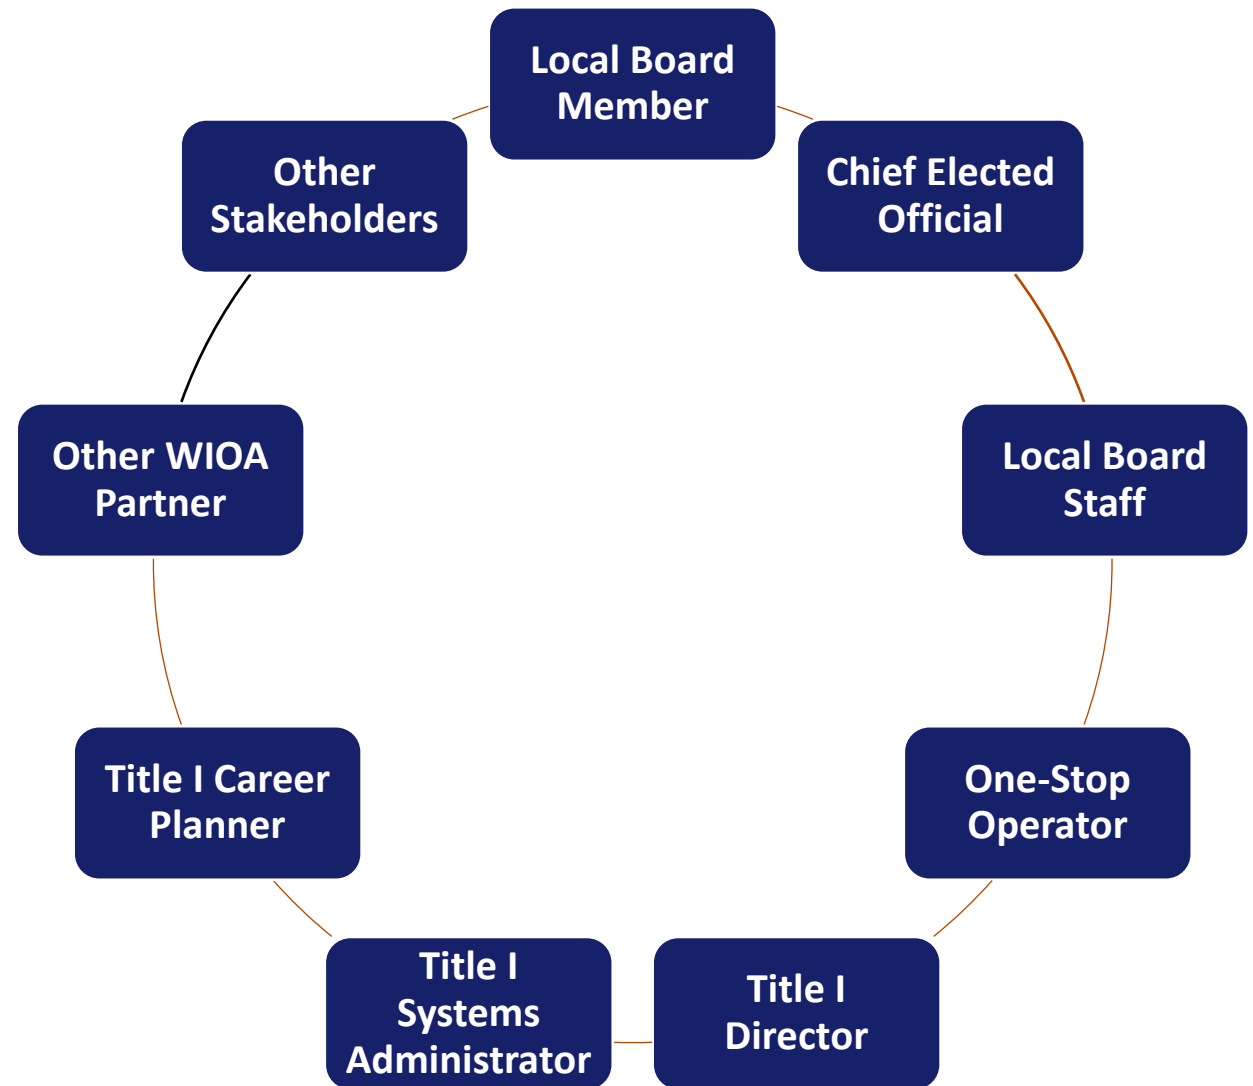 Local Board
Member
Chief Elected
Official
Local Board
Staff
One-Stop
Operator
Title I
Director
Title I
Systems
Administrator
Title I Career
Planner
Other WIOA
Partner
Other
Stakeholders